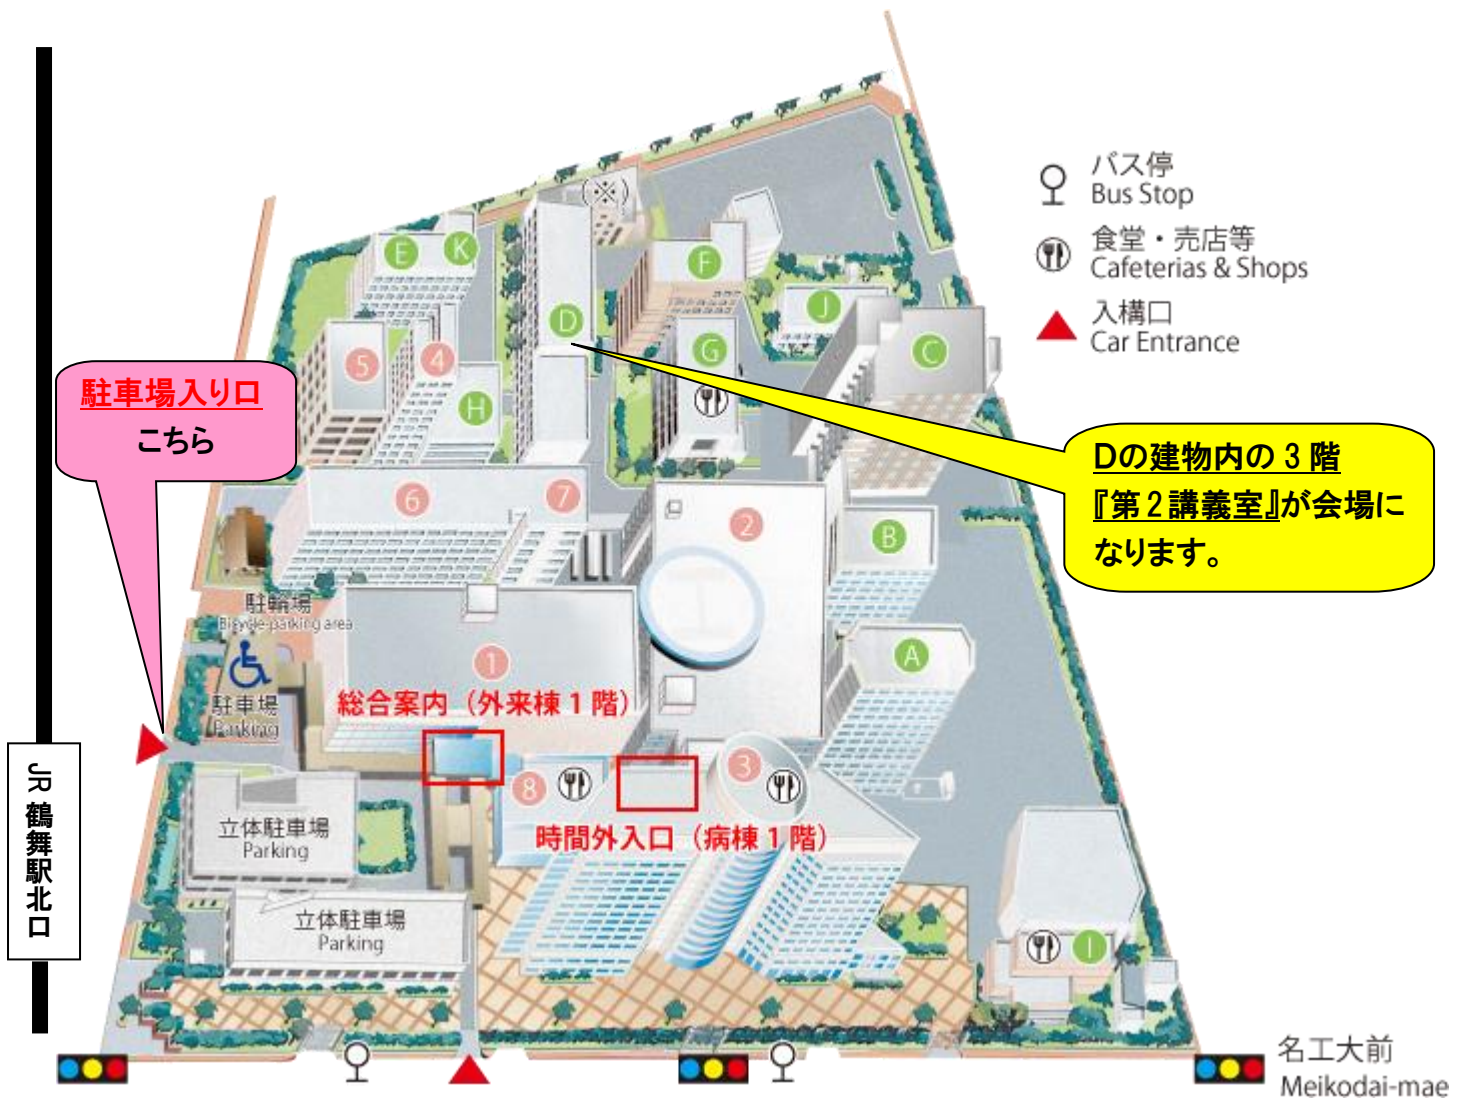 バス停
Bus Stop
食堂・売店等
Cafeterias & Shops
入構口
Car Entrance
(※)
E
K
F
D
J
G
C
5
4
H
駐車場入り口
こちら
Dの建物内の3階
『第2講義室』が会場に
なります。
6
7
2
B
駐輪場
Bicycle-parking area
A
1
駐車場
Parking
総合案内（外来棟1階）
3
8
時間外入口（病棟1階）
立体駐車場
Parking
立体駐車場
Parking
I
JR鶴舞駅北口
名工大前
Meikodai-mae